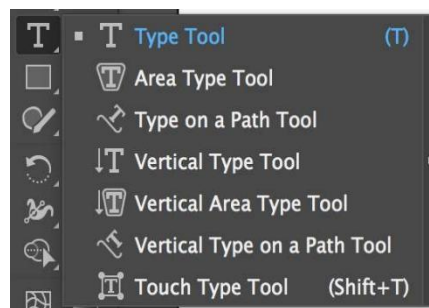 Type Tool (T)
Area Type Tool
Type on a Path Tool
Vertical Type Tool
Vertical Area Type Tool
Vertical Type on a Path Tool
Touch Type Tool (Shift+T)